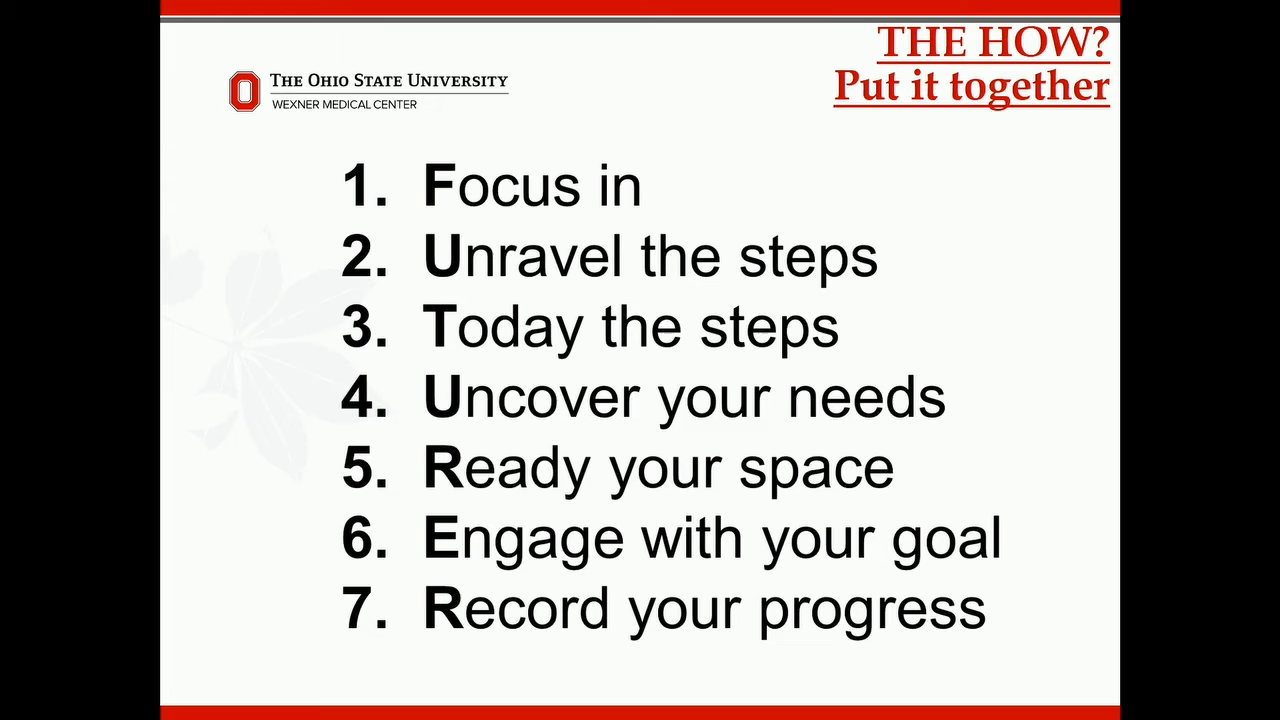 THE HOW?
Put it together
THE OHIO STATE UNIVERSITY
WEXNER MEDICAL CENTER
1. Focus in
2. Unravel the steps
3. Today the steps
4. Uncover your needs
5. Ready your space
6. Engage with your goal
7. Record your progress